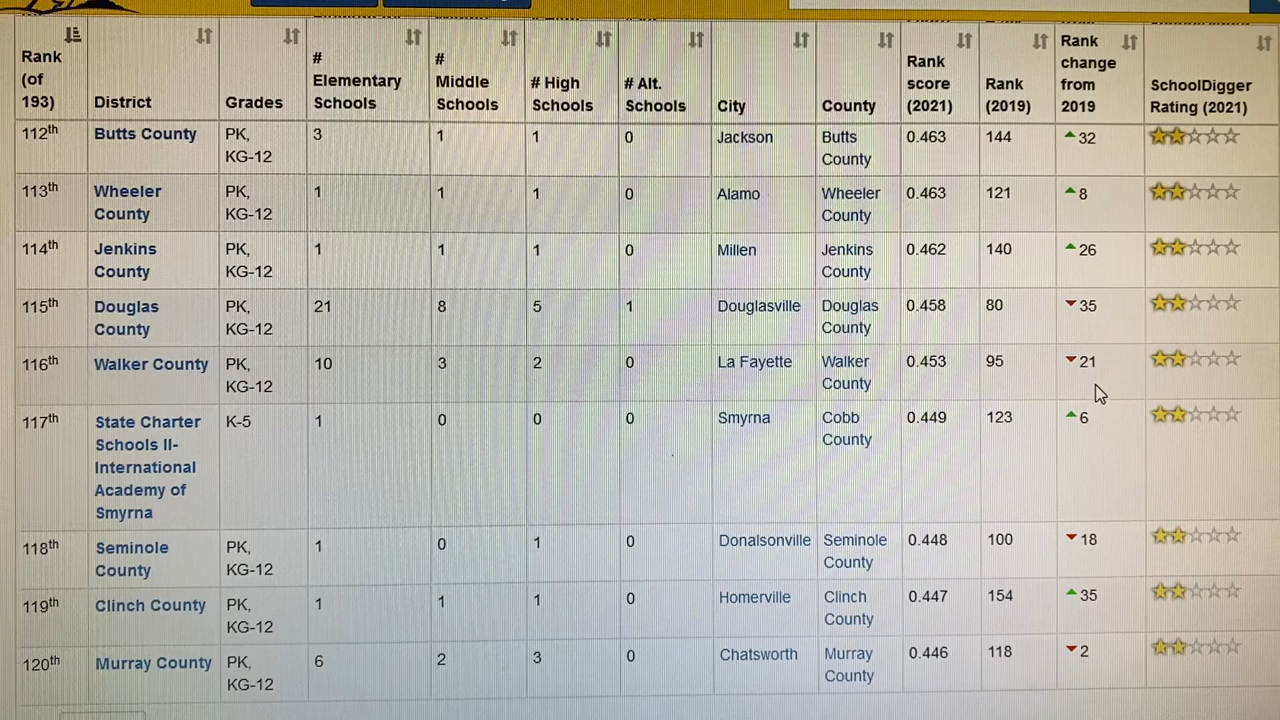 Rank (of 193) District Grades # Elementary Schools # Middle Schools # High Schools # Alt. Schools City County Rank score (2021) Rank (2019) Rank change from 2019 SchoolDigger Rating (2021)
112th Butts County PK, KG-12 3 1 1 0 Jackson Butts County 0.463 144 32
113th Wheeler County PK, KG-12 1 1 1 0 Alamo Wheeler County 0.463 121 8
114th Jenkins County PK, KG-12 1 1 1 0 Millen Jenkins County 0.462 140 26
115th Douglas County PK, KG-12 21 8 5 1 Douglasville Douglas County 0.458 80 35
116th Walker County PK, KG-12 10 3 2 0 La Fayette Walker County 0.453 95 21
117th State Charter Schools II- International Academy of Smyrna K-5 1 0 0 0 Smyrna Cobb County 0.449 123 6
118th Seminole County PK, KG-12 1 0 1 0 Donalsonville Seminole County 0.448 100 18
119th Clinch County PK, KG-12 1 1 1 0 Homerville Clinch County 0.447 154 35
120th Murray County PK, KG-12 6 2 3 0 Chatsworth Murray County 0.446 118 2